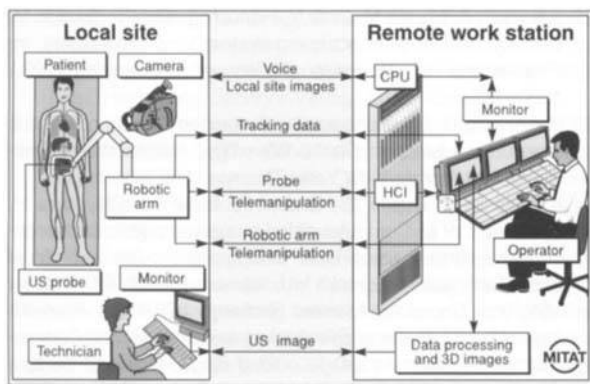 Local site
Remote work station
Patient
Camera
Voice
Local site images
CPU
Monitor
Tracking data
Robotic
arm
Probe
Telemanipulation
HCI
Robotic arm
Telemanipulation
Operator
US probe
Monitor
Technician
US image
Data processing
and 3D images
MITAT